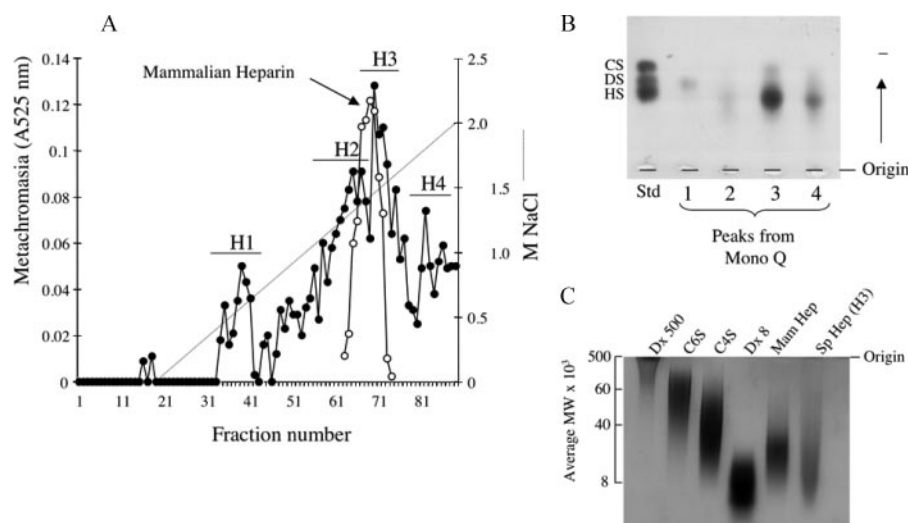 A
Metachromasia (A525 nm)
0.14
0.12
0.1
0.08
0.06
0.04
0.02
0
Mammalian Heparin
H1
H2
H3
H4
2.5
2.0
1.5
1.0
0.5
0
M NaCl
1 11 21 31 41 51 61 71 81
Fraction number
B
CS
DS
HS
–
Origin
Std 1 2 3 4
Peaks from
Mono Q
C
Dx 500 C6S C4S Dx 8 Mam Hep Sp Hep (H3)
Average MW x 10³
500
60
40
8
Origin